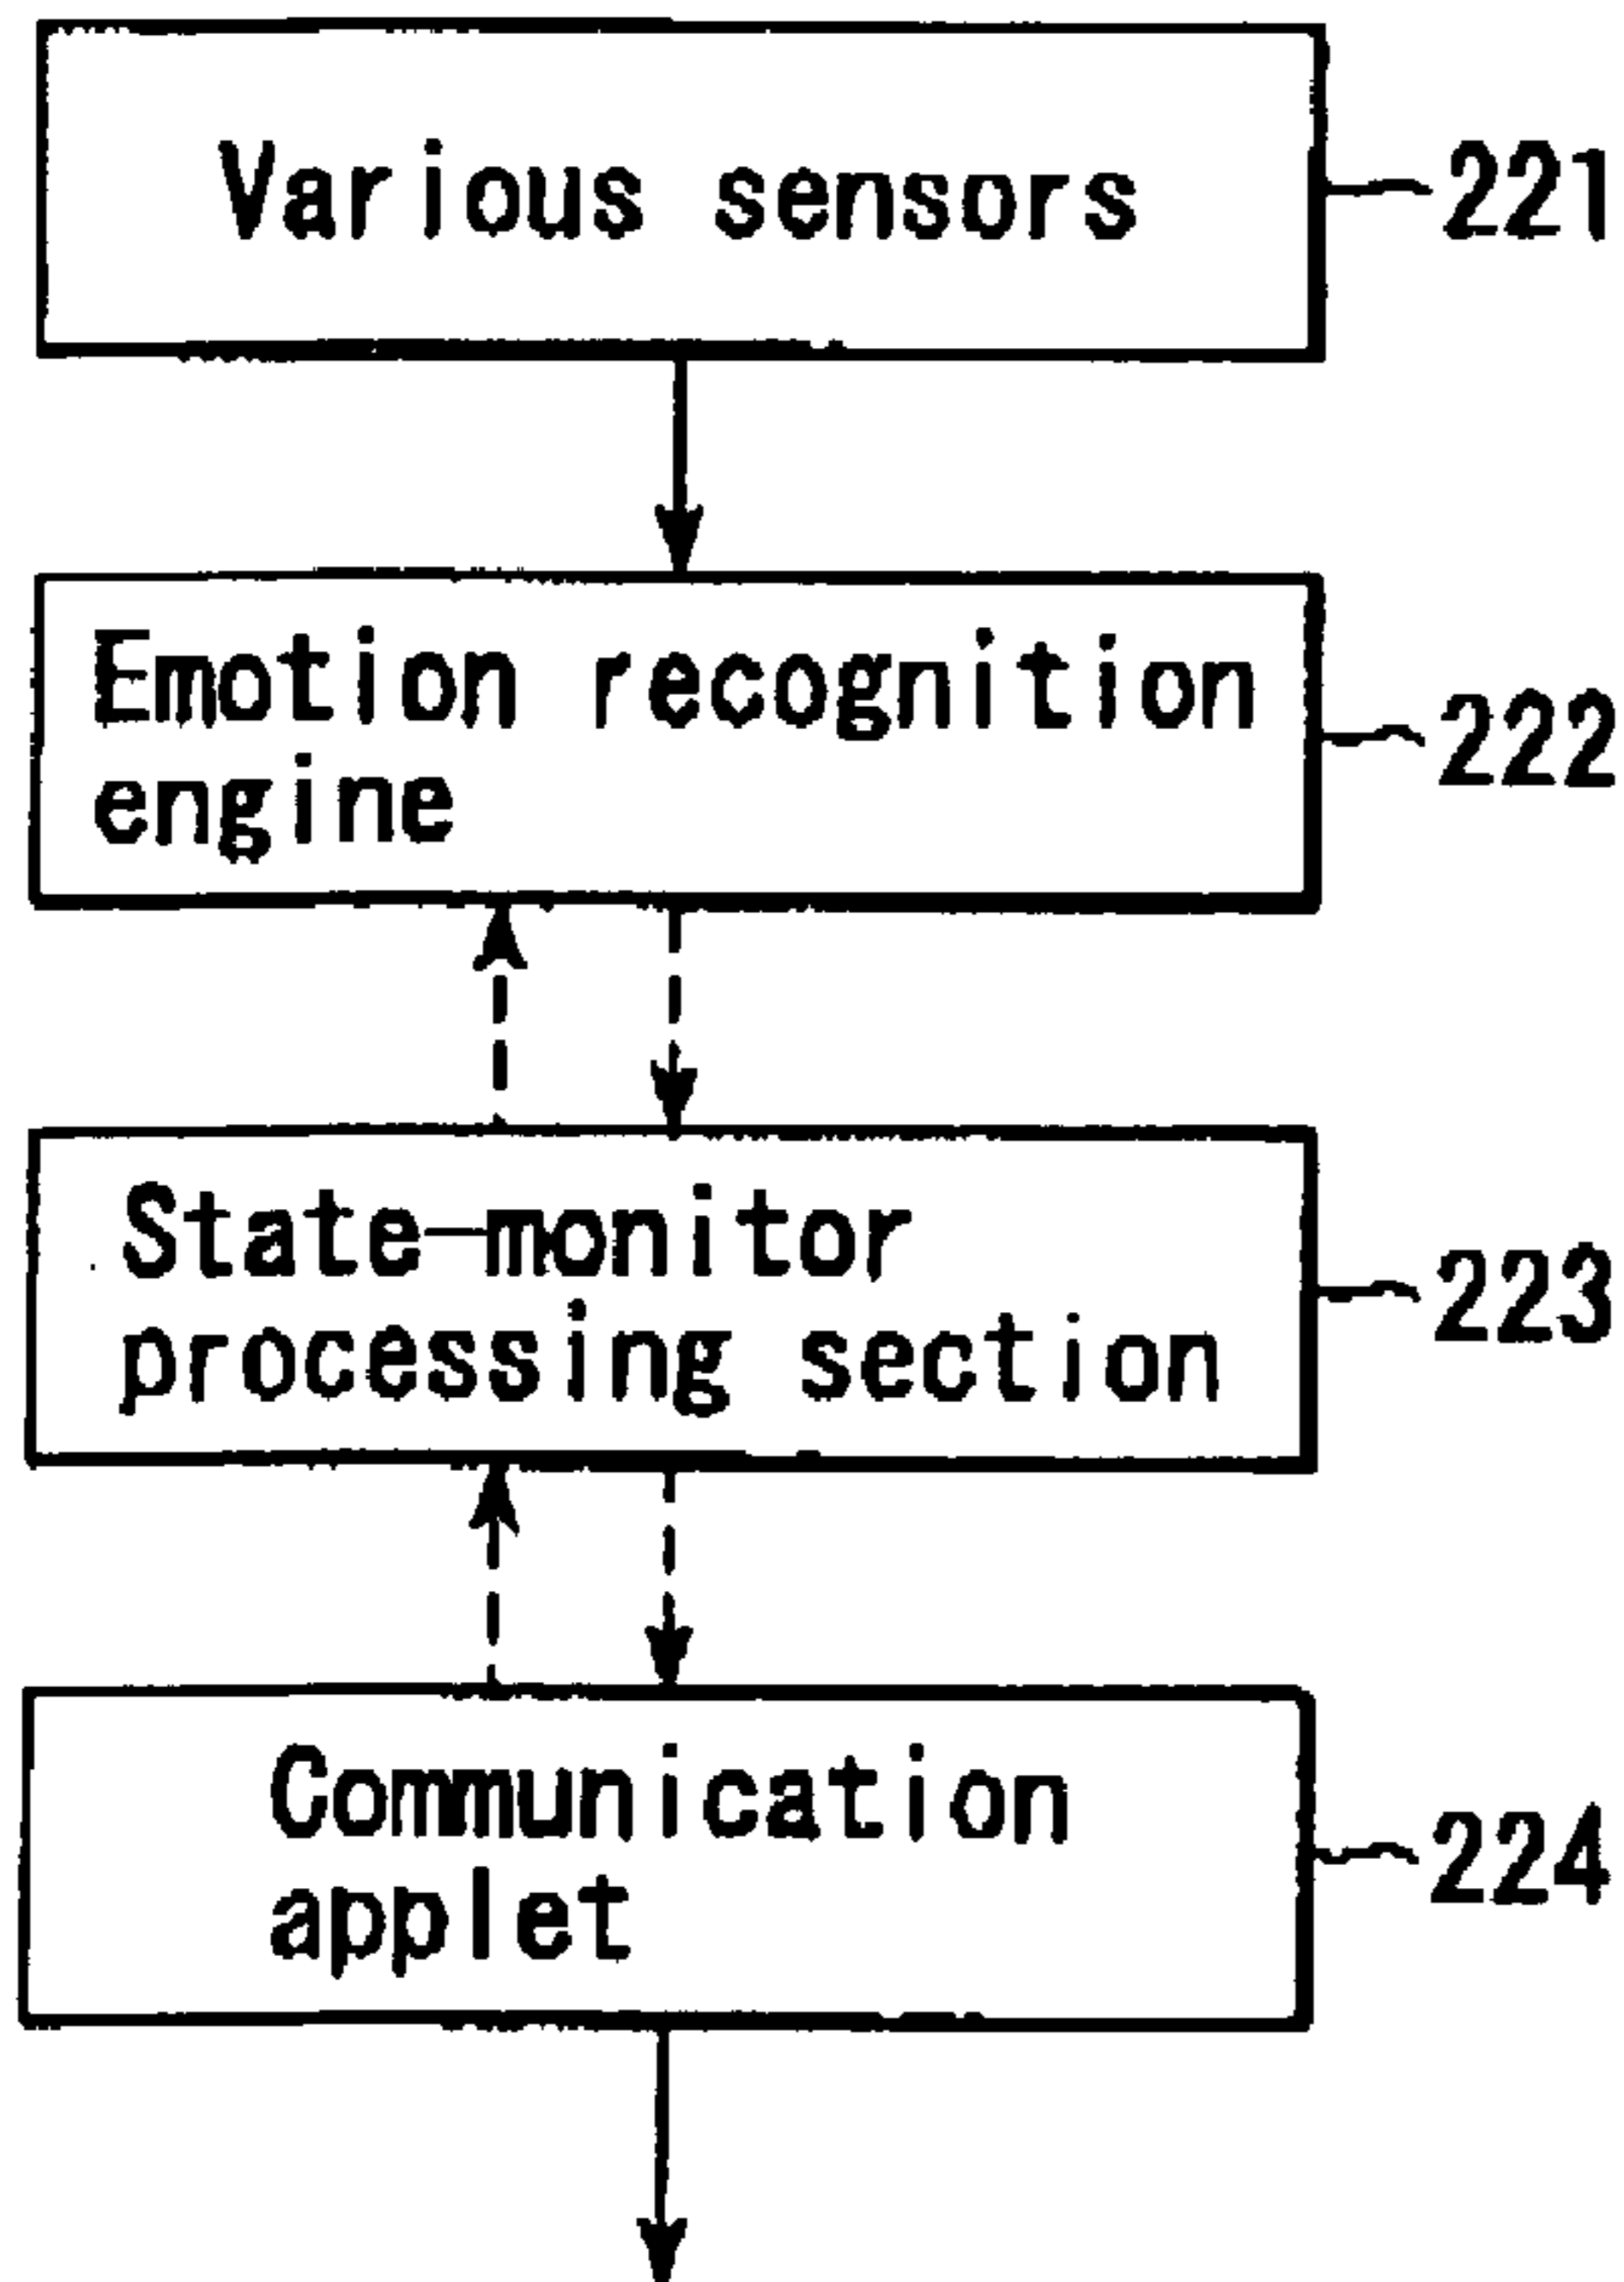 Various sensors
221
Emotion recognition
engine
222
State-monitor
processing section
223
Communication
applet
224